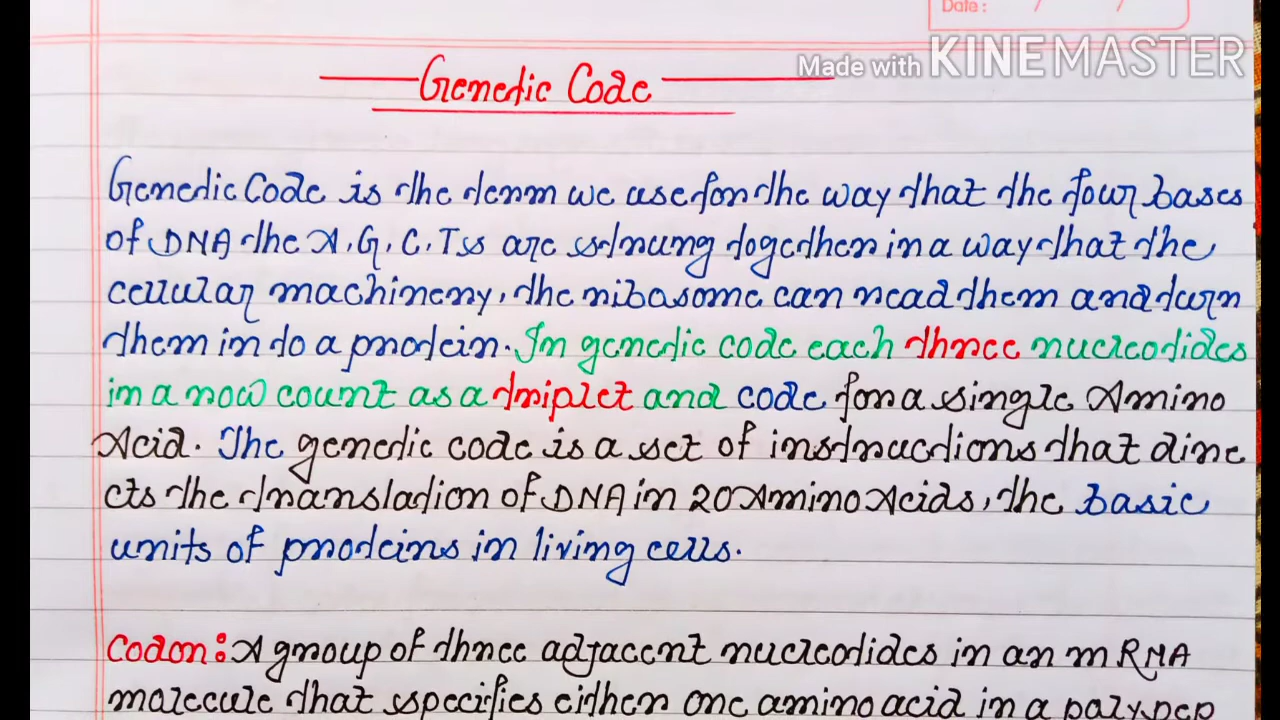 Date: / /
Made with KINEMASTER
Genetic Code
Genetic Code is the term we use for the way that the four bases
of DNA the A, G, C, Ts are strung together in a way that the
cellular machinery, the ribosome can read them and turn
them in to a protein. In genetic code each three nucleotides
in a row count as a triplet and code for a single Amino
Acid. The genetic code is a set of instructions that dire
cts the translation of DNA in 20 Amino Acids, the basic
units of proteins in living cells.
Codon: A group of three adjacent nucleotides in an mRNA
molecule that specifies either one amino acid in a polypep